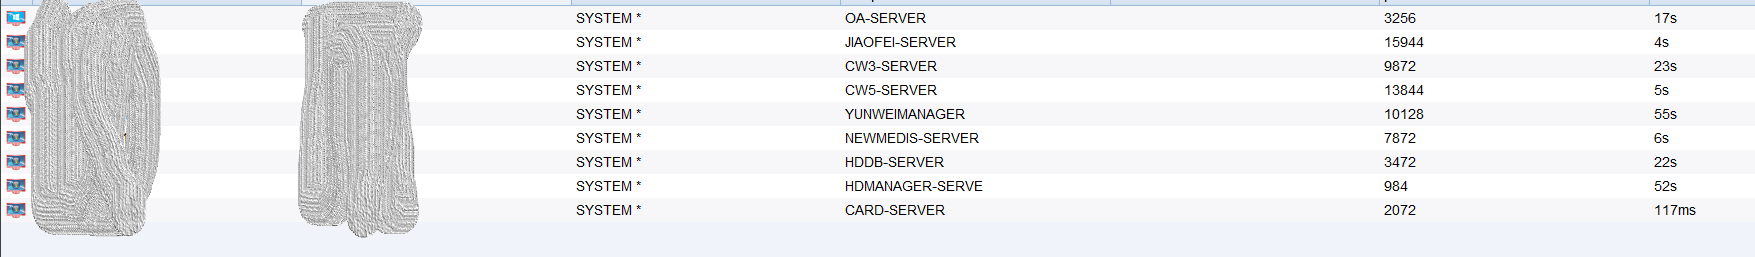 SYSTEM * OA-SERVER 3256 17s
SYSTEM * JIAOFEI-SERVER 15944 4s
SYSTEM * CW3-SERVER 9872 23s
SYSTEM * CW5-SERVER 13844 5s
SYSTEM * YUNWEIMANAGER 10128 55s
SYSTEM * NEWMEDIS-SERVER 7872 6s
SYSTEM * HDDB-SERVER 3472 22s
SYSTEM * HDMANAGER-SERVE 984 52s
SYSTEM * CARD-SERVER 2072 117ms